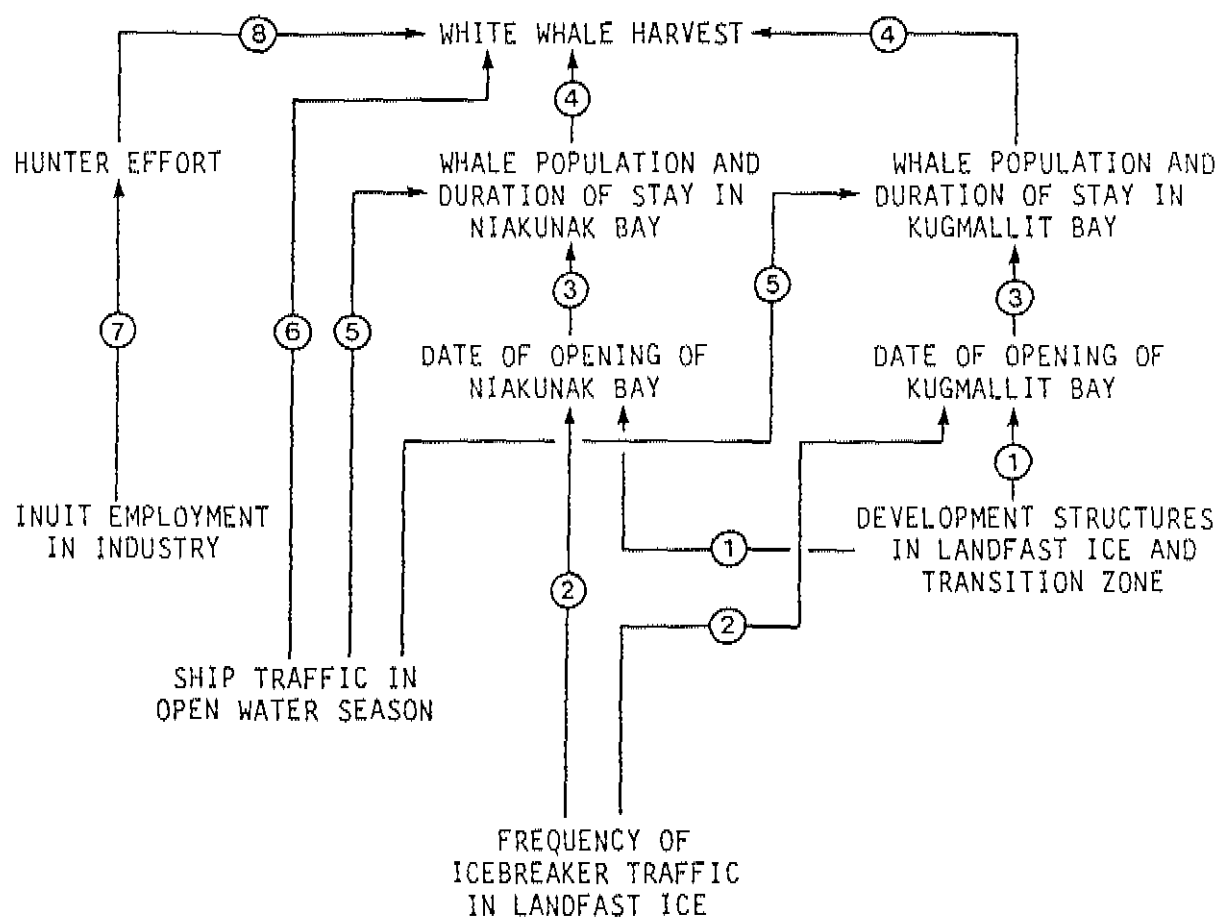 8
WHITE WHALE HARVEST
4
4
HUNTER EFFORT
WHALE POPULATION AND
DURATION OF STAY IN
NIAKUNAK BAY
WHALE POPULATION AND
DURATION OF STAY IN
KUGMALLIT BAY
3
5
3
7
6
5
DATE OF OPENING OF
NIAKUNAK BAY
DATE OF OPENING OF
KUGMALLIT BAY
1
INUIT EMPLOYMENT
IN INDUSTRY
DEVELOPMENT STRUCTURES
IN LANDFAST ICE AND
TRANSITION ZONE
1
2
2
SHIP TRAFFIC IN
OPEN WATER SEASON
FREQUENCY OF
ICEBREAKER TRAFFIC
IN LANDFAST ICE